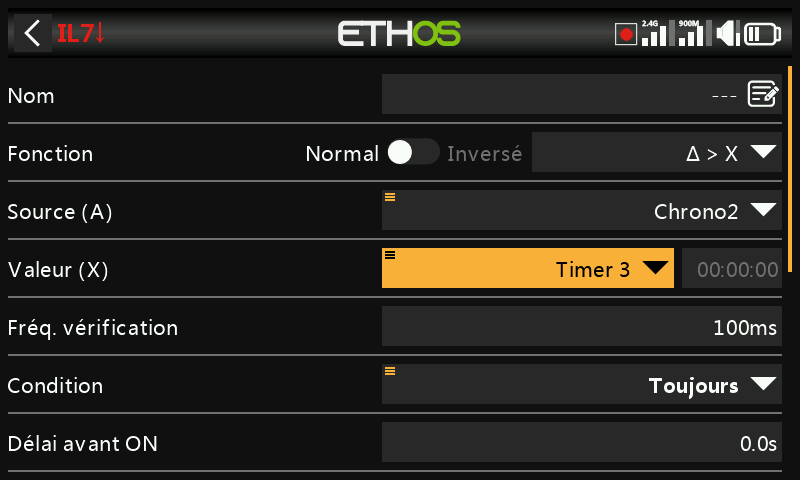 IL7↓ ETHOS 2.4G 900M
Nom ---
Fonction Normal Inversé Δ > X
Source (A) Chrono2
Valeur (X) Timer 3 00:00:00
Fréq. vérification 100ms
Condition Toujours
Délai avant ON 0.0s